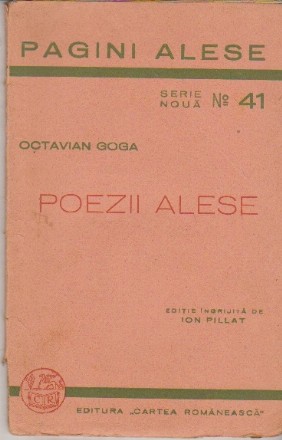 PAGINI ALESE
SERIE
NOUĂ Nº 41
OCTAVIAN GOGA
POEZII ALESE
EDIȚIE ÎNGRIJITĂ DE
ION PILLAT
EDITURA „CARTEA ROMÂNEASCĂ"